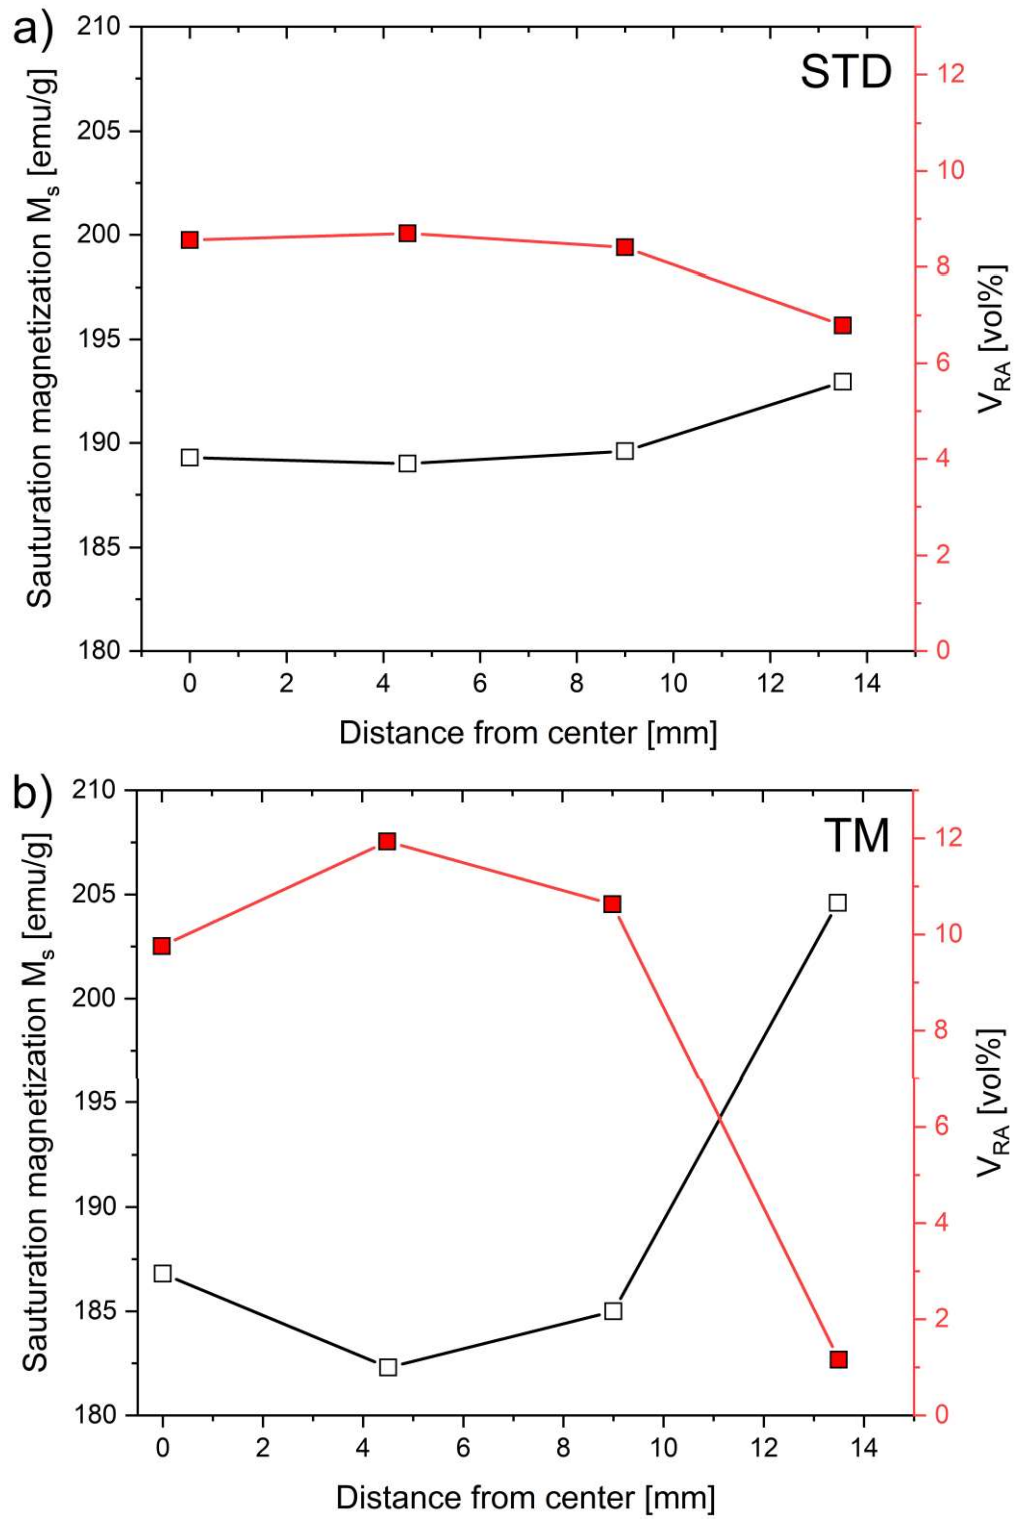 a)
STD
Sauturation magnetization Ms [emu/g]
210
205
200
195
190
185
180
12
10
8
6
4
2
0
VRA [vol%]
0 2 4 6 8 10 12 14
Distance from center [mm]
b)
TM
Sauturation magnetization Ms [emu/g]
210
205
200
195
190
185
180
12
10
8
6
4
2
0
VRA [vol%]
0 2 4 6 8 10 12 14
Distance from center [mm]